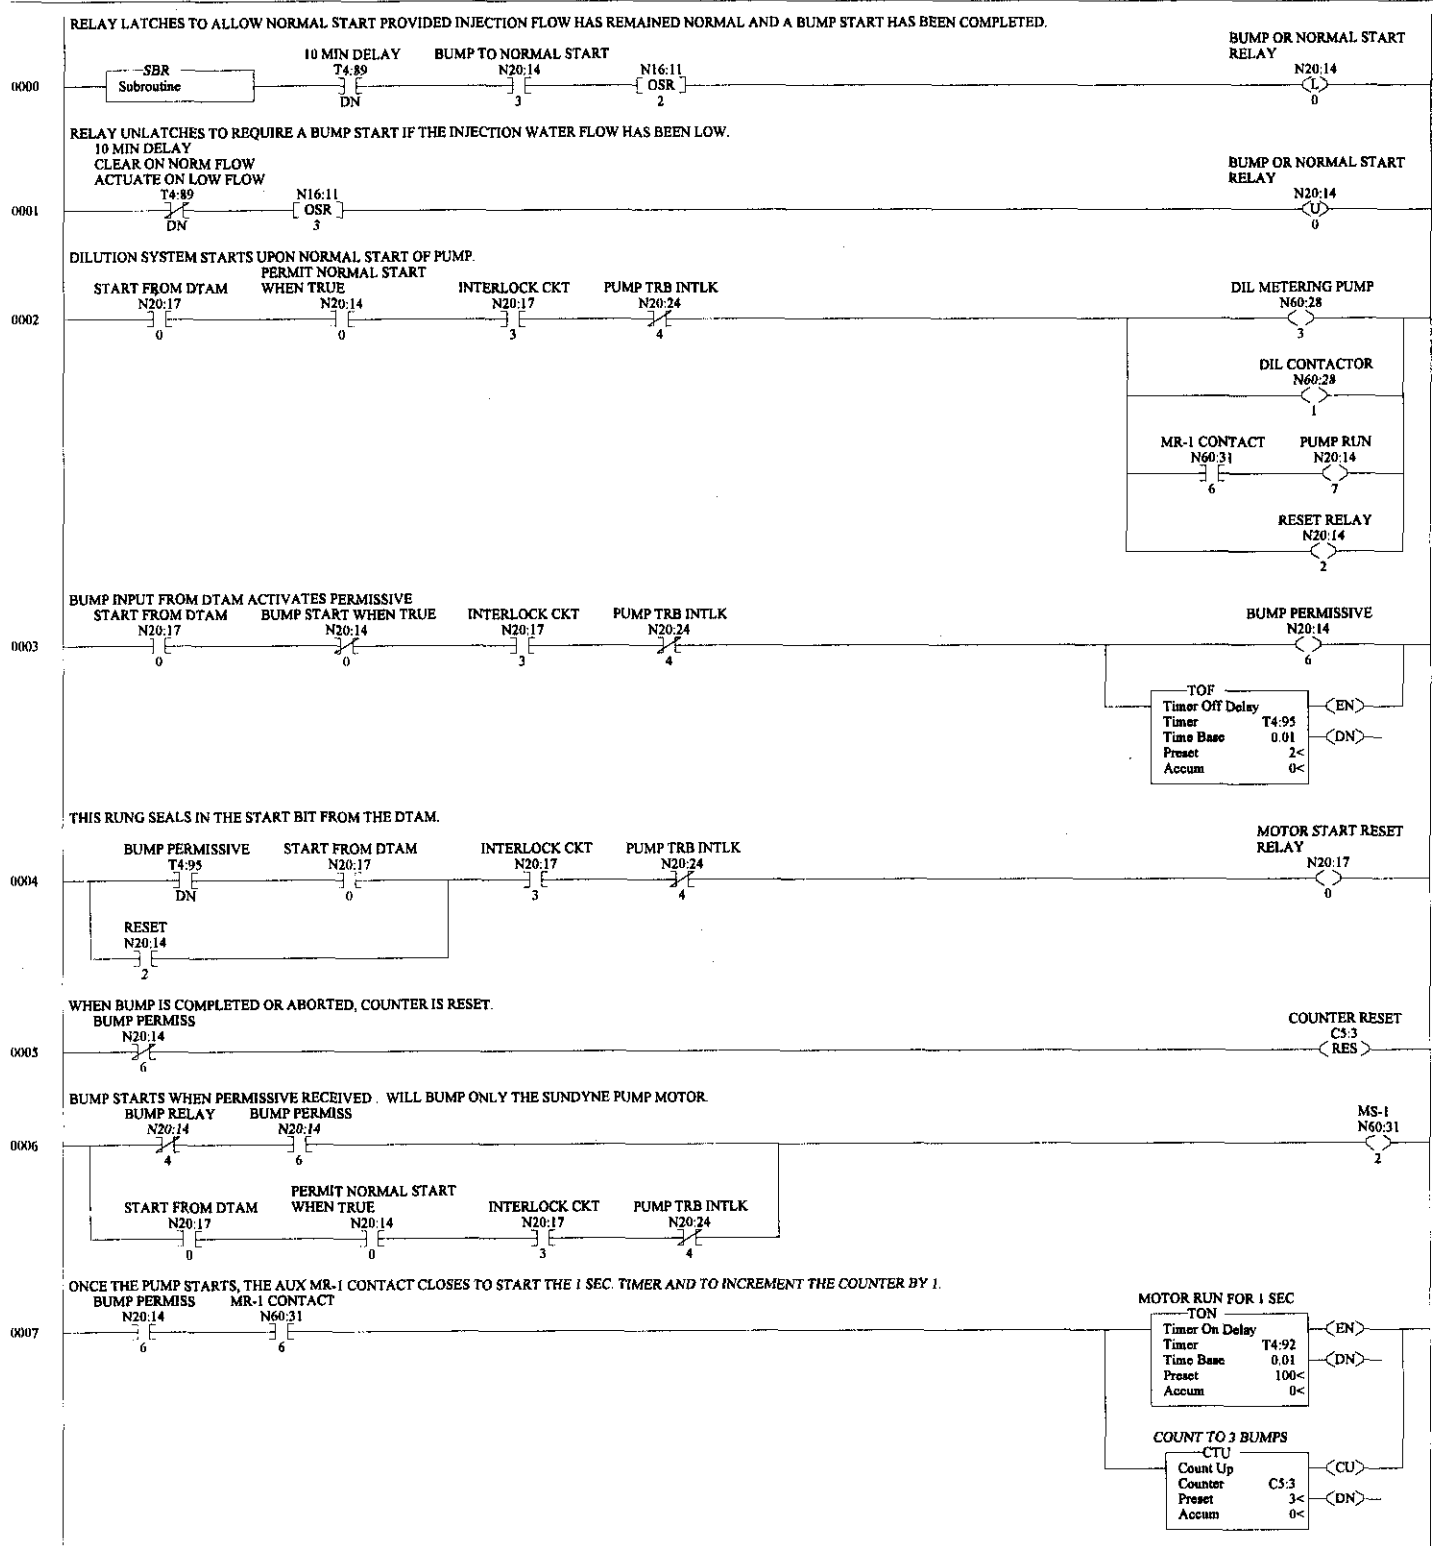 RELAY LATCHES TO ALLOW NORMAL START PROVIDED INJECTION FLOW HAS REMAINED NORMAL AND A BUMP START HAS BEEN COMPLETED.
BUMP OR NORMAL START
RELAY
10 MIN DELAY BUMP TO NORMAL START
SBR T4:89 N20:14 N16:11 N20:14
0000 Subroutine OSR L
DN 3 2 0
RELAY UNLATCHES TO REQUIRE A BUMP START IF THE INJECTION WATER FLOW HAS BEEN LOW.
10 MIN DELAY
CLEAR ON NORM FLOW BUMP OR NORMAL START
ACTUATE ON LOW FLOW RELAY
T4:89 N16:11 N20:14
0001 OSR U
DN 3 0
DILUTION SYSTEM STARTS UPON NORMAL START OF PUMP.
PERMIT NORMAL START
START FROM DTAM WHEN TRUE INTERLOCK CKT PUMP TRB INTLK DIL METERING PUMP
N20:17 N20:14 N20:17 N20:24 N60:28
0002
0 0 3 4 3
DIL CONTACTOR
N60:28
1
MR-1 CONTACT PUMP RUN
N60:31 N20:14
6 7
RESET RELAY
N20:14
2
BUMP INPUT FROM DTAM ACTIVATES PERMISSIVE
START FROM DTAM BUMP START WHEN TRUE INTERLOCK CKT PUMP TRB INTLK BUMP PERMISSIVE
N20:17 N20:14 N20:17 N20:24 N20:14
0003
0 0 3 4 6
TOF
Timer Off Delay EN
Timer T4:95
Time Base 0.01 DN
Preset 2<
Accum 0<
THIS RUNG SEALS IN THE START BIT FROM THE DTAM.
MOTOR START RESET
RELAY
BUMP PERMISSIVE START FROM DTAM INTERLOCK CKT PUMP TRB INTLK
T4:95 N20:17 N20:17 N20:24 N20:17
0004
DN 0 3 4 0
RESET
N20:14
2
WHEN BUMP IS COMPLETED OR ABORTED, COUNTER IS RESET.
BUMP PERMISS COUNTER RESET
N20:14 C5:3
0005 RES
6
BUMP STARTS WHEN PERMISSIVE RECEIVED . WILL BUMP ONLY THE SUNDYNE PUMP MOTOR.
BUMP RELAY BUMP PERMISS MS-1
N20:14 N20:14 N60:31
0006
4 6 2
PERMIT NORMAL START
START FROM DTAM WHEN TRUE INTERLOCK CKT PUMP TRB INTLK
N20:17 N20:14 N20:17 N20:24
0 0 3 4
ONCE THE PUMP STARTS, THE AUX MR-1 CONTACT CLOSES TO START THE 1 SEC. TIMER AND TO INCREMENT THE COUNTER BY 1.
BUMP PERMISS MR-1 CONTACT MOTOR RUN FOR 1 SEC
N20:14 N60:31 TON
0007 Timer On Delay EN
6 6 Timer T4:92
Time Base 0.01 DN
Preset 100<
Accum 0<
COUNT TO 3 BUMPS
CTU
Count Up CU
Counter C5:3
Preset 3< DN
Accum 0<